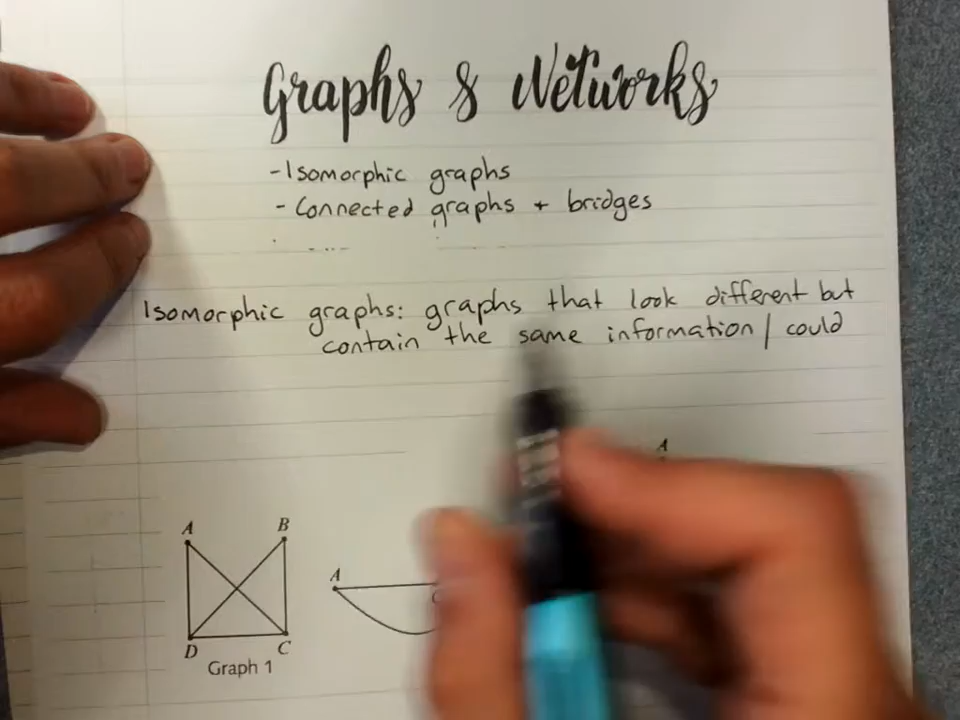 Graphs & Networks
- Isomorphic graphs
- Connected graphs + bridges
Isomorphic graphs: graphs that look different but
contain the same information / could
A
A B
A
D C
Graph 1